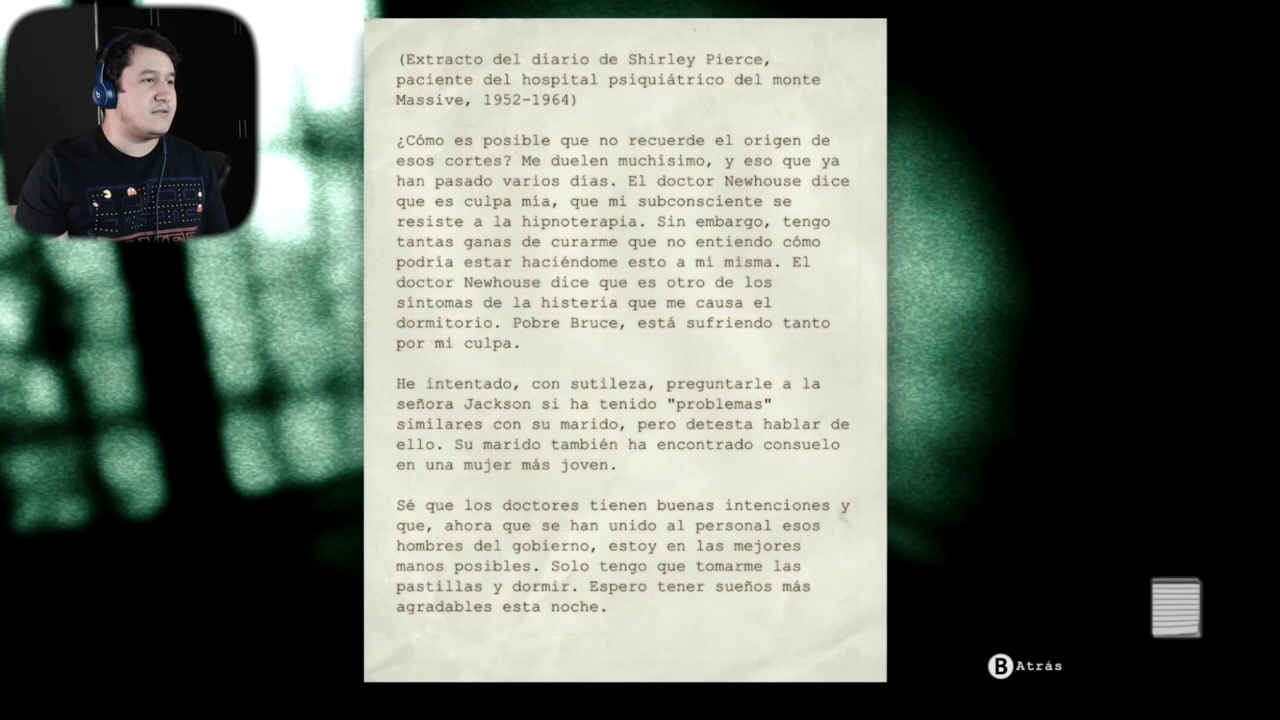 (Extracto del diario de Shirley Pierce,
paciente del hospital psiquiátrico del monte
Massive, 1952-1964)
¿Cómo es posible que no recuerde el origen de
esos cortes? Me duelen muchísimo, y eso que ya
han pasado varios días. El doctor Newhouse dice
que es culpa mía, que mi subconsciente se
resiste a la hipnoterapia. Sin embargo, tengo
tantas ganas de curarme que no entiendo cómo
podría estar haciéndome esto a mí misma. El
doctor Newhouse dice que es otro de los
síntomas de la histeria que me causa el
dormitorio. Pobre Bruce, está sufriendo tanto
por mi culpa.
He intentado, con sutileza, preguntarle a la
señora Jackson si ha tenido "problemas"
similares con su marido, pero detesta hablar de
ello. Su marido también ha encontrado consuelo
en una mujer más joven.
Sé que los doctores tienen buenas intenciones y
que, ahora que se han unido al personal esos
hombres del gobierno, estoy en las mejores
manos posibles. Solo tengo que tomarme las
pastillas y dormir. Espero tener sueños más
agradables esta noche.
B Atrás